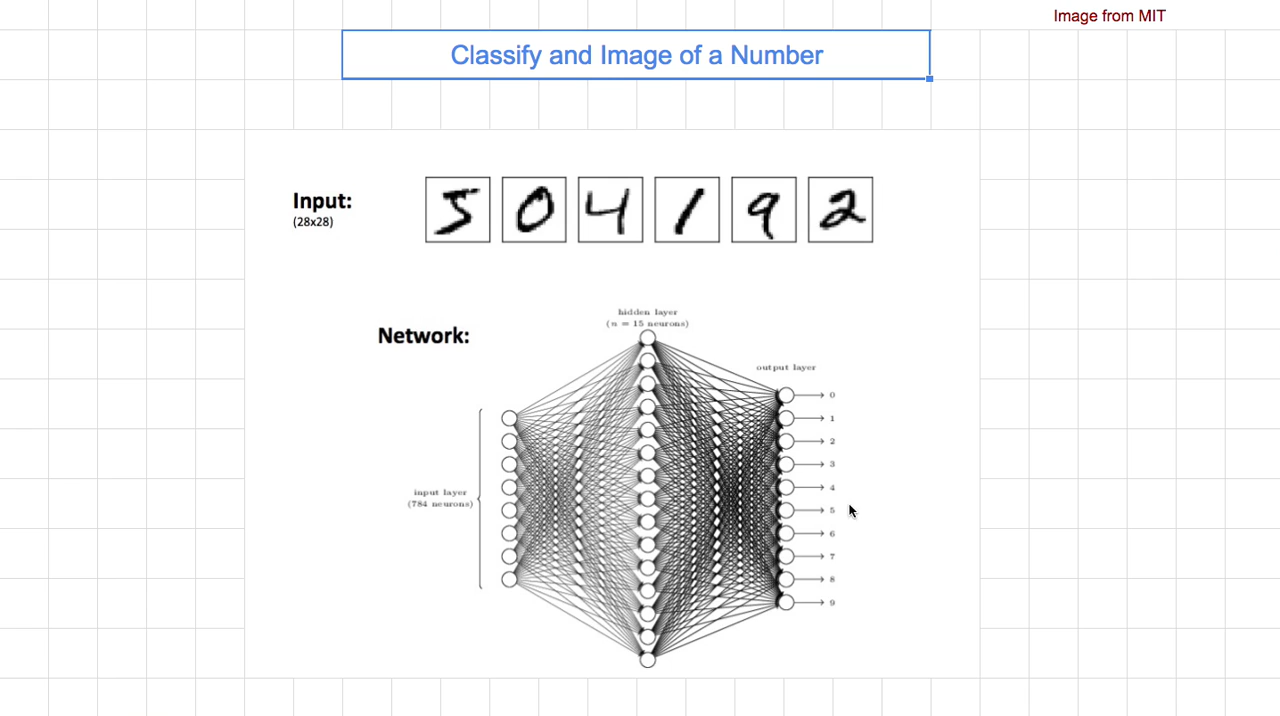 Image from MIT
Classify and Image of a Number
Input:
(28x28)
5 0 4 1 9 2
Network:
hidden layer
(n = 15 neurons)
output layer
0
1
2
3
4
5
6
7
8
9
input layer
(784 neurons)